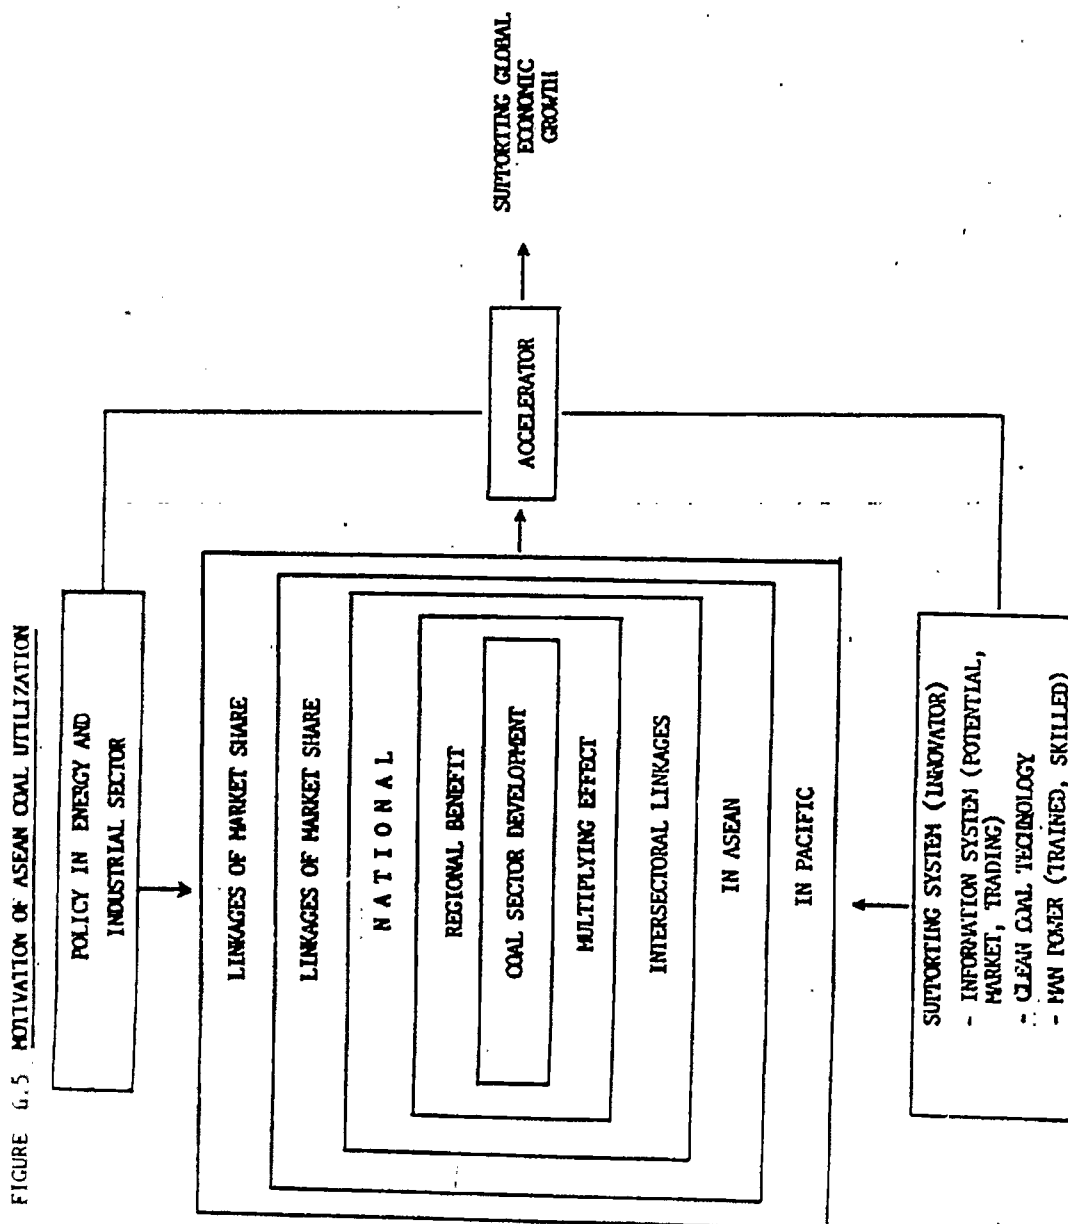 FIGURE 6.5 MOTIVATION OF ASEAN COAL UTILIZATION
POLICY IN ENERGY AND
INDUSTRIAL SECTOR
LINKAGES OF MARKET SHARE
LINKAGES OF MARKET SHARE
NATIONAL
REGIONAL BENEFIT
COAL SECTOR DEVELOPMENT
MULTIPLYING EFFECT
INTERSECTORAL LINKAGES
IN ASEAN
IN PACIFIC
SUPPORTING SYSTEM (INNOVATOR)
- INFORMATION SYSTEM (POTENTIAL,
MARKET, TRADING)
- CLEAN COAL TECHNOLOGY
- MAN POWER (TRAINED, SKILLED)
ACCELERATOR
SUPPORTING GLOBAL
ECONOMIC
GROWTH